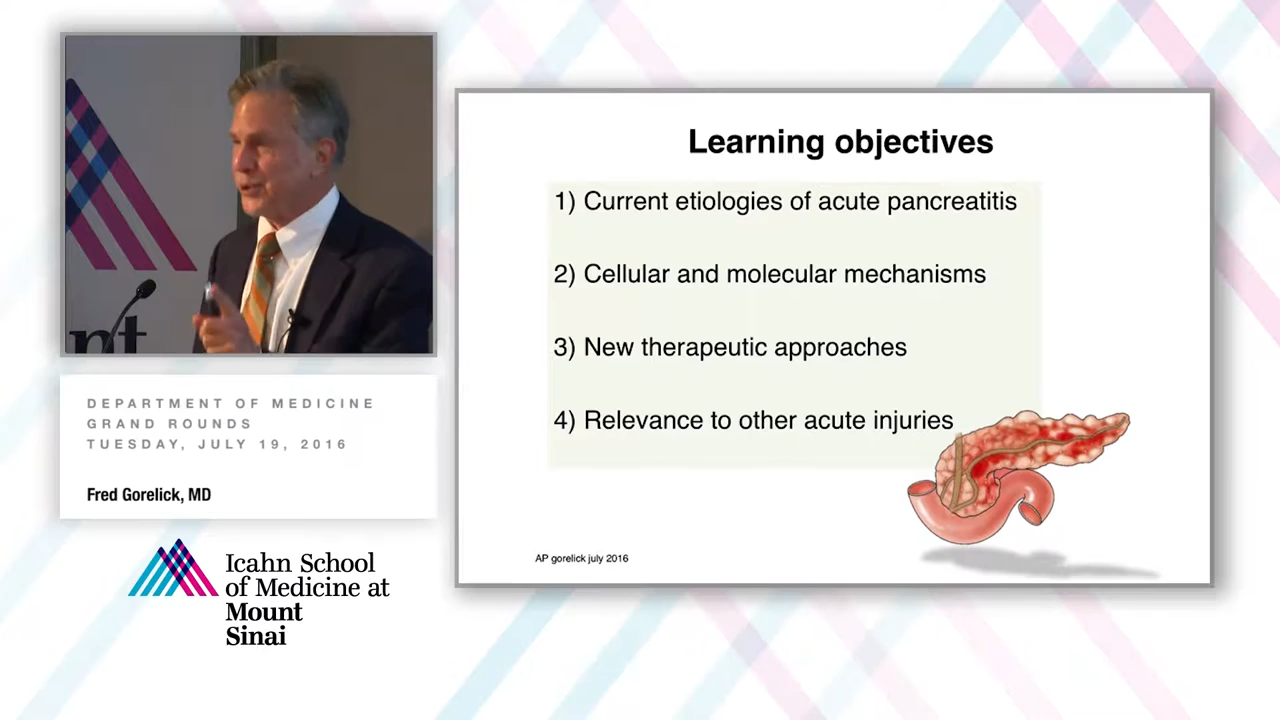 DEPARTMENT OF MEDICINE
GRAND ROUNDS
TUESDAY, JULY 19, 2016
Fred Gorelick, MD
Icahn School
of Medicine at
Mount
Sinai
Learning objectives
1) Current etiologies of acute pancreatitis
2) Cellular and molecular mechanisms
3) New therapeutic approaches
4) Relevance to other acute injuries
AP gorelick july 2016